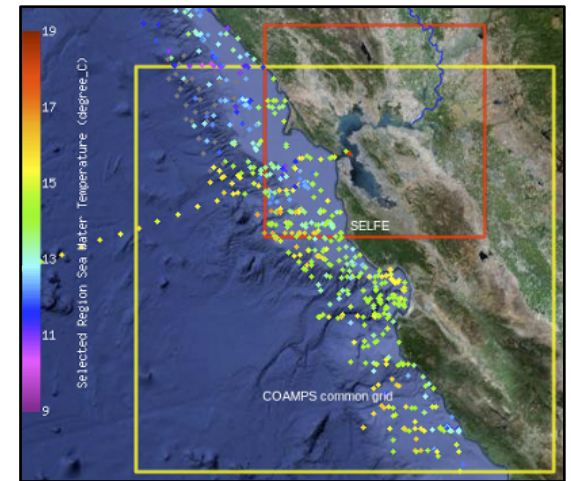 19
17
15
13
11
9
Selected Region Sea Water Temperature (degree_C)
SELFE
COAMPS common grid